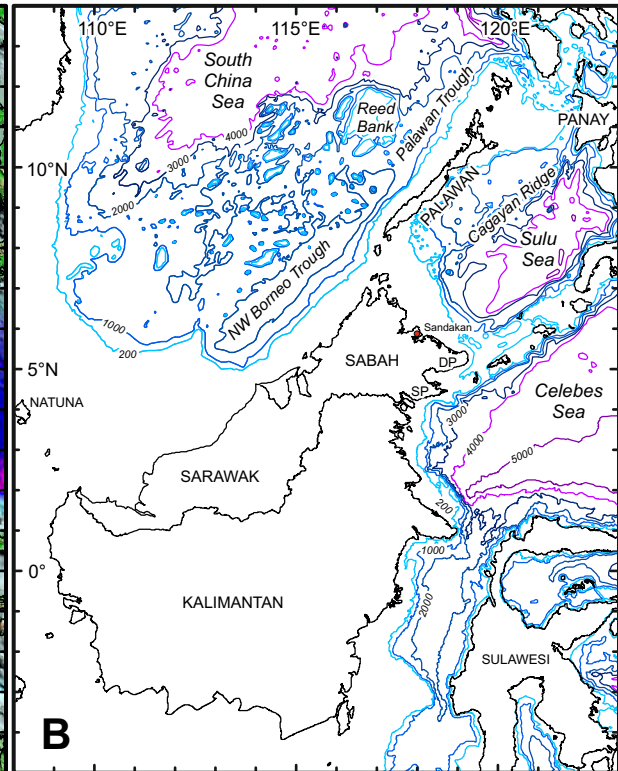 110°E
115°E
120°E
South
China
Sea
Reed
Bank
Palawan Trough
PANAY
4000
3000
2000
10°N
PALAWAN
Cagayan Ridge
Sulu
Sea
NW Borneo Trough
1000
200
Sandakan
5°N
SABAH
DP
SP
NATUNA
3000
4000
5000
Celebes
Sea
SARAWAK
200
1000
0°
2000
KALIMANTAN
SULAWESI
B